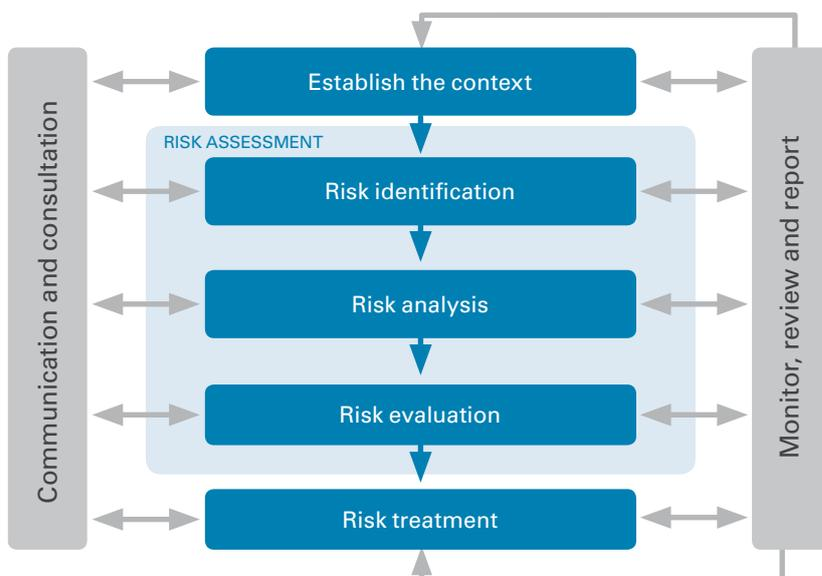 Establish the context
RISK ASSESSMENT
Risk identification
Risk analysis
Risk evaluation
Risk treatment
Communication and consultation
Monitor, review and report